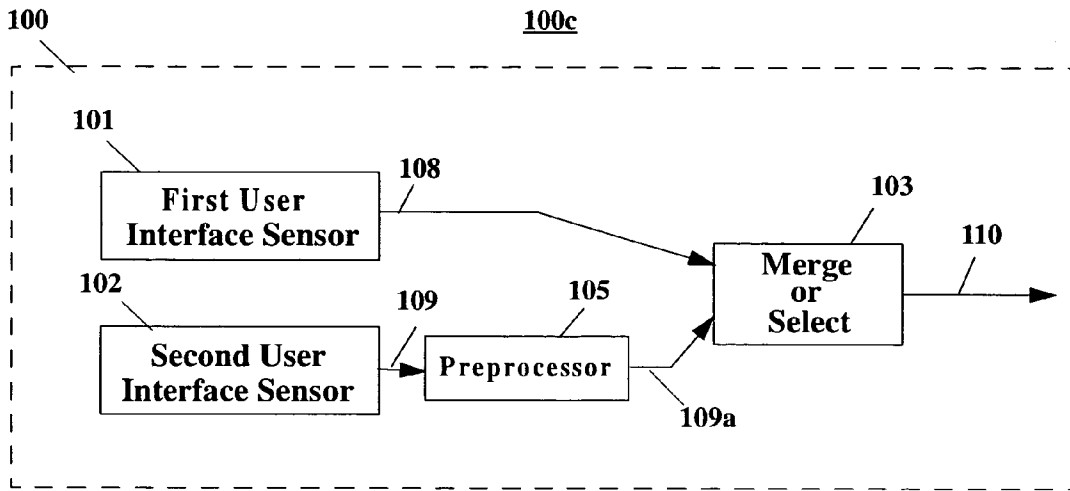 100
100c
101
108
First User
Interface Sensor
103
110
Merge
or
Select
102
109
105
Second User
Interface Sensor
Preprocessor
109a